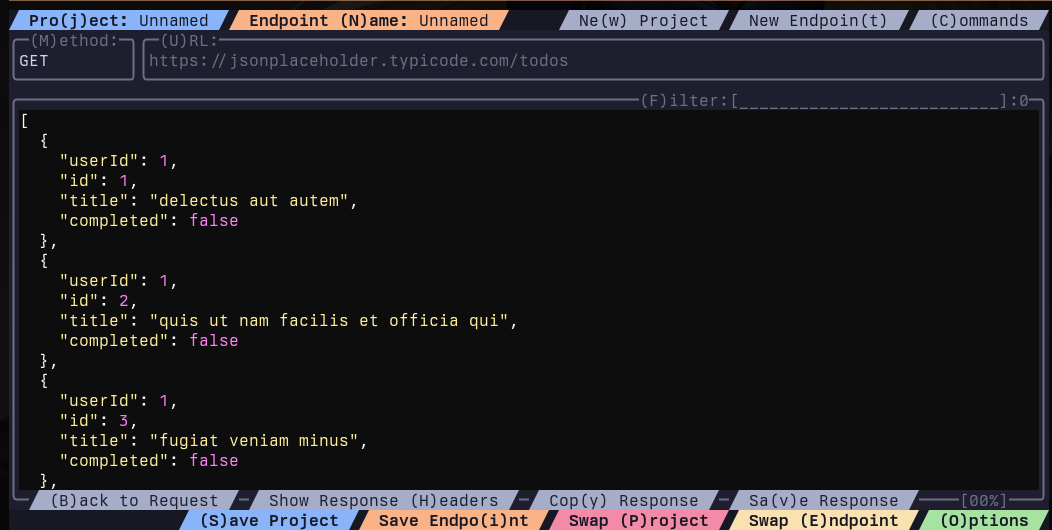 Pro(j)ect: Unnamed Endpoint (N)ame: Unnamed Ne(w) Project New Endpoin(t) (C)ommands
(M)ethod: (U)RL:
GET https://jsonplaceholder.typicode.com/todos
(F)ilter:[__________________________]:0
[
  {
    "userId": 1,
    "id": 1,
    "title": "delectus aut autem",
    "completed": false
  },
  {
    "userId": 1,
    "id": 2,
    "title": "quis ut nam facilis et officia qui",
    "completed": false
  },
  {
    "userId": 1,
    "id": 3,
    "title": "fugiat veniam minus",
    "completed": false
  },
(B)ack to Request Show Response (H)eaders Cop(y) Response Sa(v)e Response [00%]
(S)ave Project Save Endpo(i)nt Swap (P)roject Swap (E)ndpoint (O)ptions